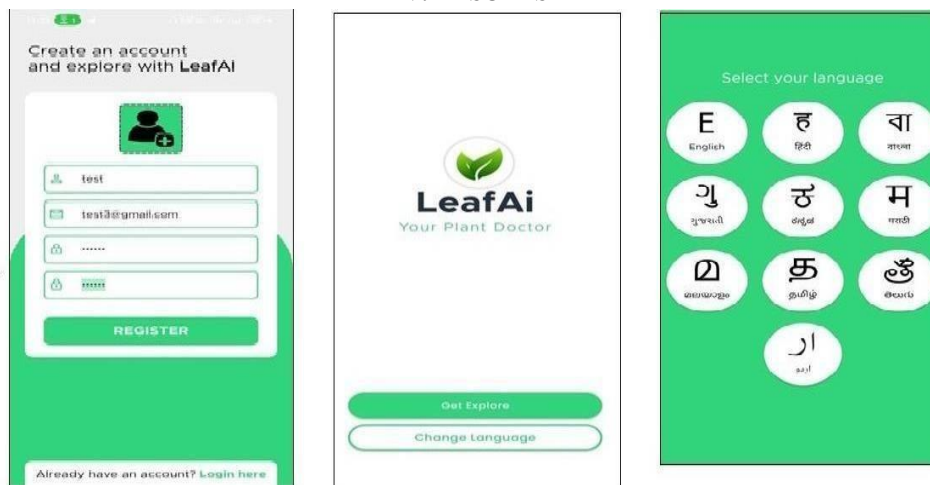 Create an account
and explore with LeafAI
test
test3@gmail.com
••••••
••••••
REGISTER
Already have an account? Login here
LeafAi
Your Plant Doctor
Get Explore
Change Language
Select your language
E
English
ह
हिंदी
বা
বাংলা
ગુ
ગુજરાતી
ಕ
ಕನ್ನಡ
म
मराठी
മ
മലയാളം
த
தமிழ்
తె
తెలుగు
ار
اردو